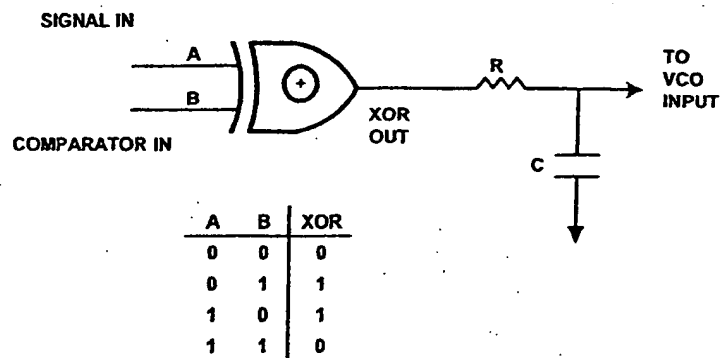 SIGNAL IN
A
B
COMPARATOR IN
+
XOR
OUT
R
C
TO
VCO
INPUT
A B XOR
0 0 0
0 1 1
1 0 1
1 1 0